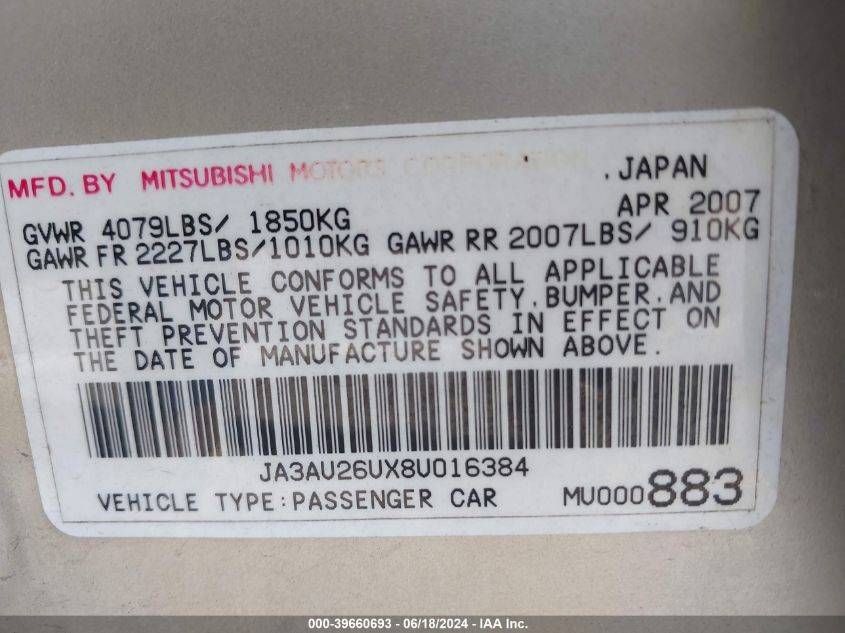 MFD. BY MITSUBISHI MOTORS CORPORATION, JAPAN
APR 2007
GVWR 4079LBS/ 1850KG
GAWR FR 2227LBS/1010KG GAWR RR 2007LBS/ 910KG
THIS VEHICLE CONFORMS TO ALL APPLICABLE
FEDERAL MOTOR VEHICLE SAFETY, BUMPER, AND
THEFT PREVENTION STANDARDS IN EFFECT ON
THE DATE OF MANUFACTURE SHOWN ABOVE.
JA3AU26UX8U016384
VEHICLE TYPE:PASSENGER CAR MU000883
000-39660693 - 06/18/2024 - IAA Inc.